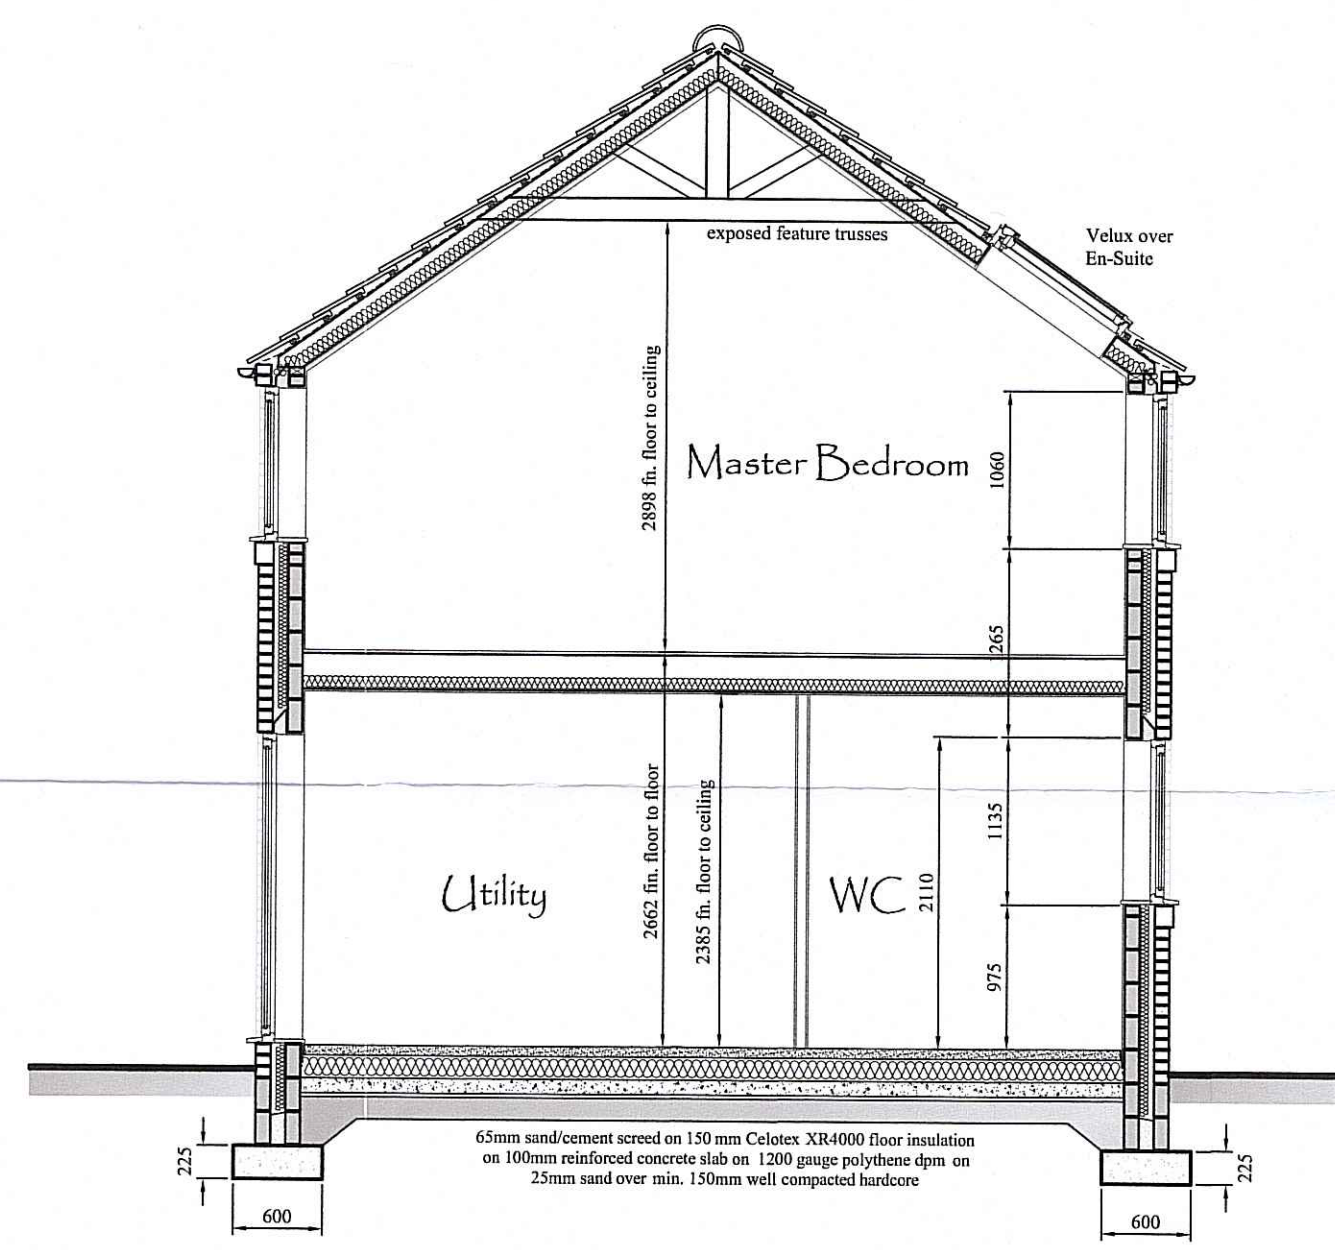 exposed feature trusses
Velux over
En-Suite
2898 fn. floor to ceiling
Master Bedroom
1060
265
2662 fin. floor to floor
2385 fn. floor to ceiling
1135
2110
Utility
WC
975
65mm sand/cement screed on 150 mm Celotex XR4000 floor insulation
on 100mm reinforced concrete slab on 1200 gauge polythene dpm on
25mm sand over min. 150mm well compacted hardcore
225
600
225
600